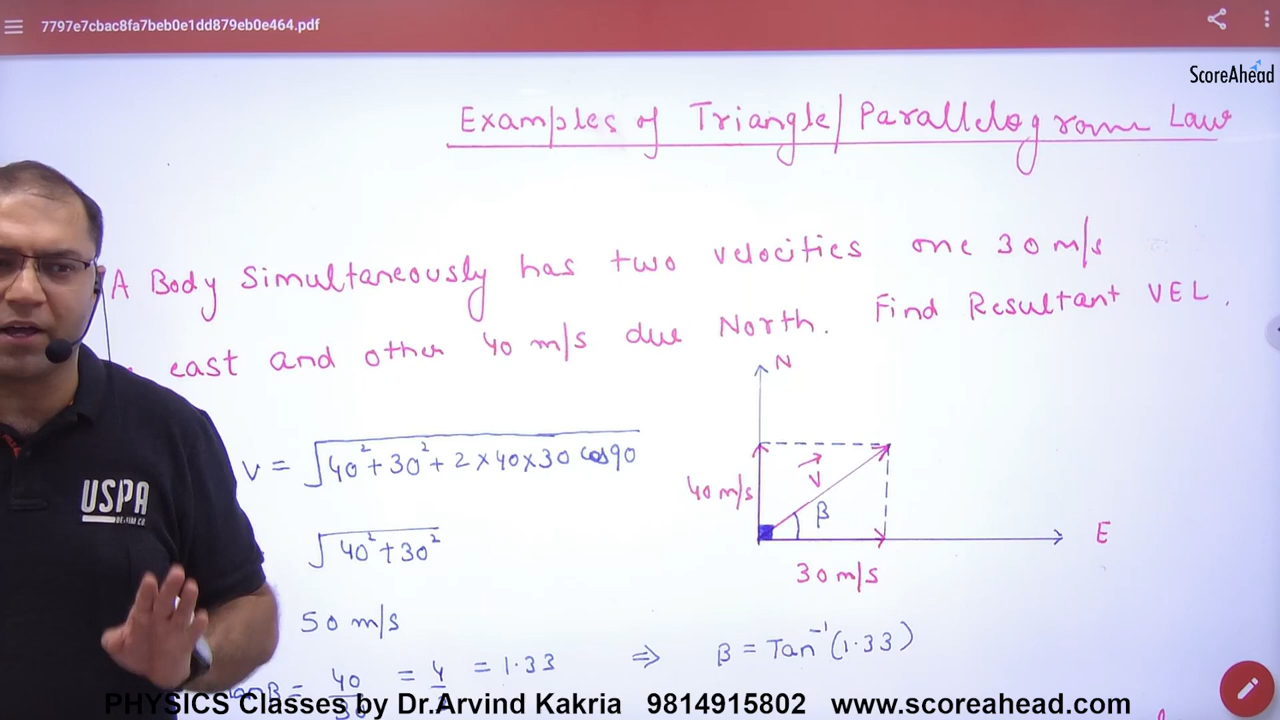 7797e7cbac8fa7beb0e1dd879eb0e464.pdf
ScoreAhead
Examples of Triangle/Parallelogram Law
A Body Simultaneously has two velocities one 30 m/s
east and other 40 m/s due North. Find Resultant VEL.
N
V = √40²+30²+2×40×30 cos90
40 m/s
V⃗
β
E
√40²+30²
30 m/s
50 m/s
= 40/30 = 4/ = 1.33 ⇒ β = Tan⁻¹(1.33)
USPA
PHYSICS Classes by Dr.Arvind Kakria 9814915802 www.scoreahead.com